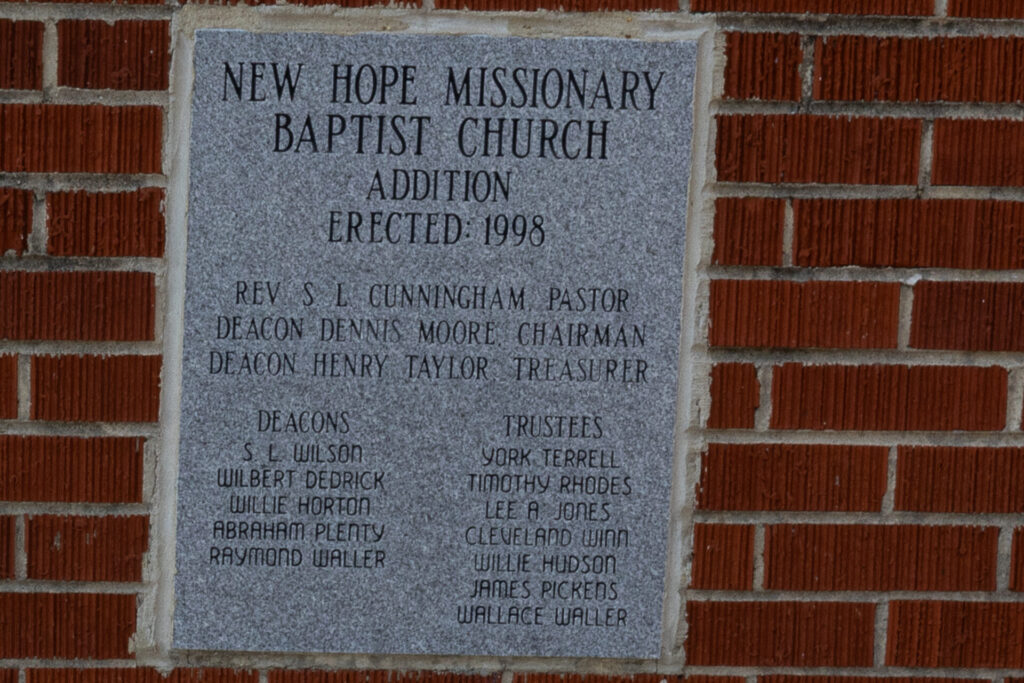 NEW HOPE MISSIONARY
BAPTIST CHURCH
ADDITION
ERECTED: 1998
REV. S. L. CUNNINGHAM, PASTOR
DEACON DENNIS MOORE, CHAIRMAN
DEACON HENRY TAYLOR, TREASURER
DEACONS
S. L. WILSON
WILBERT DEDRICK
WILLIE HORTON
ABRAHAM PLENTY
RAYMOND WALLER
TRUSTEES
YORK TERRELL
TIMOTHY RHODES
LEE A. JONES
CLEVELAND WINN
WILLIE HUDSON
JAMES PICKENS
WALLACE WALLER